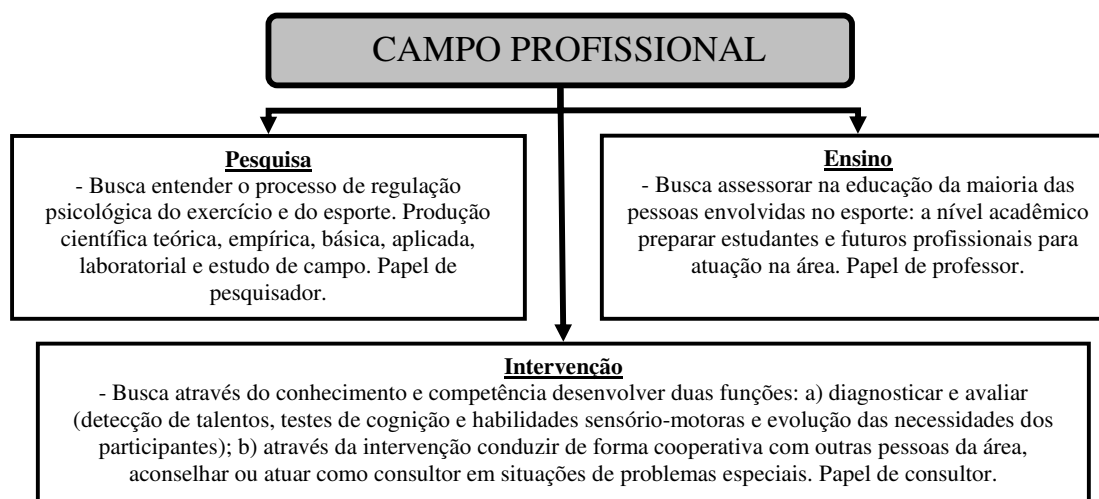 CAMPO PROFISSIONAL
Pesquisa
- Busca entender o processo de regulação
psicológica do exercício e do esporte. Produção
científica teórica, empírica, básica, aplicada,
laboratorial e estudo de campo. Papel de
pesquisador.
Ensino
- Busca assessorar na educação da maioria das
pessoas envolvidas no esporte: a nível acadêmico
preparar estudantes e futuros profissionais para
atuação na área. Papel de professor.
Intervenção
- Busca através do conhecimento e competência desenvolver duas funções: a) diagnosticar e avaliar
(detecção de talentos, testes de cognição e habilidades sensório-motoras e evolução das necessidades dos
participantes); b) através da intervenção conduzir de forma cooperativa com outras pessoas da área,
aconselhar ou atuar como consultor em situações de problemas especiais. Papel de consultor.